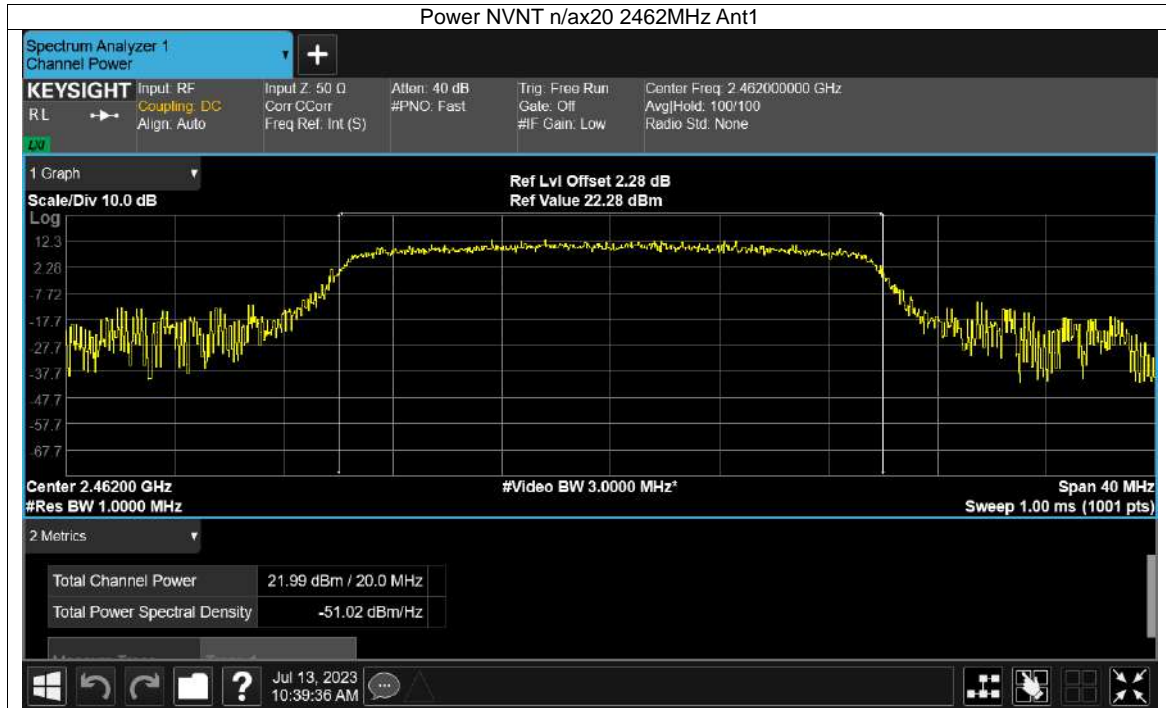 Power NVNT n/ax20 2462MHz Ant1
Spectrum Analyzer 1
Channel Power
+
KEYSIGHT Input: RF Input Z: 50 Ω Atten: 40 dB Trig: Free Run Center Freq: 2.462000000 GHz
RL Coupling: DC Corr CCorr #PNO: Fast Gate: Off Avg|Hold: 100/100
Align: Auto Freq Ref: Int (S) #IF Gain: Low Radio Std: None
LXI
1 Graph
Ref Lvl Offset 2.28 dB
Scale/Div 10.0 dB Ref Value 22.28 dBm
Log
12.3
2.28
-7.72
-17.7
-27.7
-37.7
-47.7
-57.7
-67.7
Center 2.46200 GHz #Video BW 3.0000 MHz* Span 40 MHz
#Res BW 1.0000 MHz Sweep 1.00 ms (1001 pts)
2 Metrics
Total Channel Power 21.99 dBm / 20.0 MHz
Total Power Spectral Density -51.02 dBm/Hz
? Jul 13, 2023
10:39:36 AM